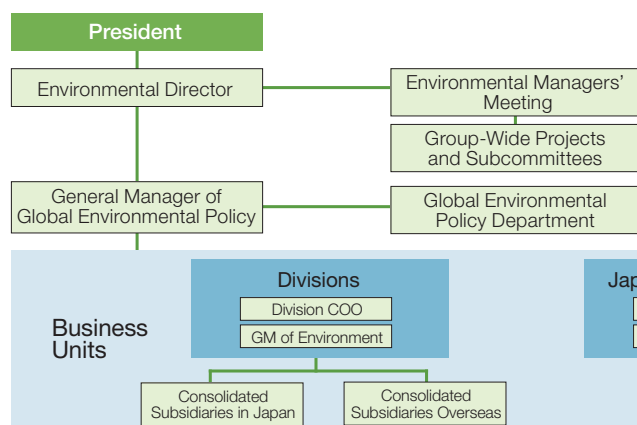 President
Environmental Director
Environmental Managers’
Meeting
Group-Wide Projects
and Subcommittees
General Manager of
Global Environmental Policy
Global Environmental
Policy Department
Business
Units
Divisions
Division COO
GM of Environment
Consolidated
Subsidiaries in Japan
Consolidated
Subsidiaries Overseas
Jap